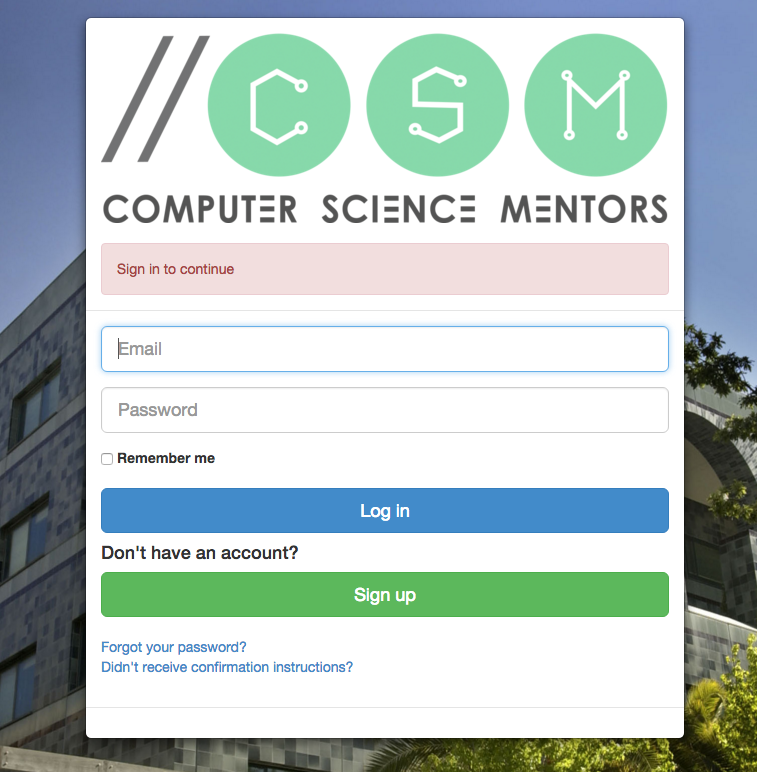 //CSM
COMPUTER SCIENCE MENTORS
Sign in to continue
Email
Password
Remember me
Log in
Don't have an account?
Sign up
Forgot your password?
Didn't receive confirmation instructions?